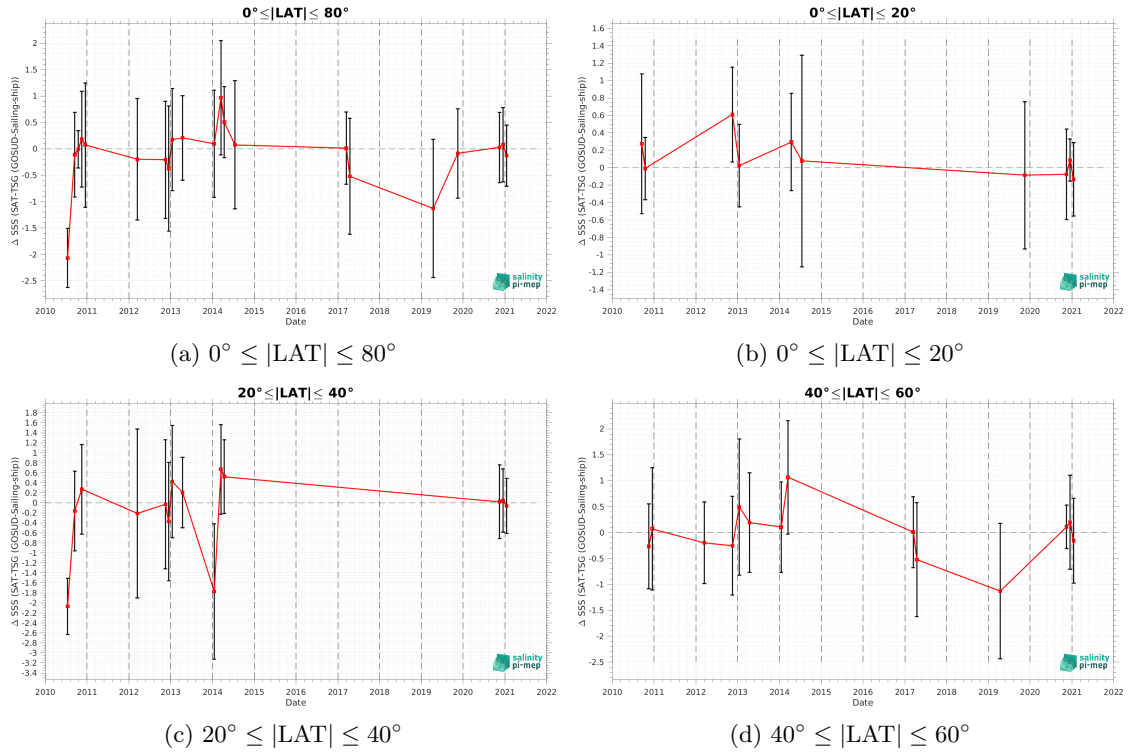 0°≤|LAT|≤ 80°
Δ SSS (SAT-TSG (GOSUD-Sailing-ship))
2
1.5
1
0.5
0
-0.5
-1
-1.5
-2
-2.5
2010 2011 2012 2013 2014 2015 2016 2017 2018 2019 2020 2021 2022
Date
salinity
pi-mep
(a) 0° ≤ |LAT| ≤ 80°
0°≤|LAT|≤ 20°
Δ SSS (SAT-TSG (GOSUD-Sailing-ship))
1.6
1.4
1.2
1
0.8
0.6
0.4
0.2
0
-0.2
-0.4
-0.6
-0.8
-1
-1.2
-1.4
2010 2011 2012 2013 2014 2015 2016 2017 2018 2019 2020 2021 2022
Date
salinity
pi-mep
(b) 0° ≤ |LAT| ≤ 20°
20°≤|LAT|≤ 40°
Δ SSS (SAT-TSG (GOSUD-Sailing-ship))
1.8
1.6
1.4
1.2
1
0.8
0.6
0.4
0.2
0
-0.2
-0.4
-0.6
-0.8
-1
-1.2
-1.4
-1.6
-1.8
-2
-2.2
-2.4
-2.6
-2.8
-3
-3.2
-3.4
2010 2011 2012 2013 2014 2015 2016 2017 2018 2019 2020 2021 2022
Date
salinity
pi-mep
(c) 20° ≤ |LAT| ≤ 40°
40°≤|LAT|≤ 60°
Δ SSS (SAT-TSG (GOSUD-Sailing-ship))
2
1.5
1
0.5
0
-0.5
-1
-1.5
-2
-2.5
2010 2011 2012 2013 2014 2015 2016 2017 2018 2019 2020 2021 2022
Date
salinity
pi-mep
(d) 40° ≤ |LAT| ≤ 60°